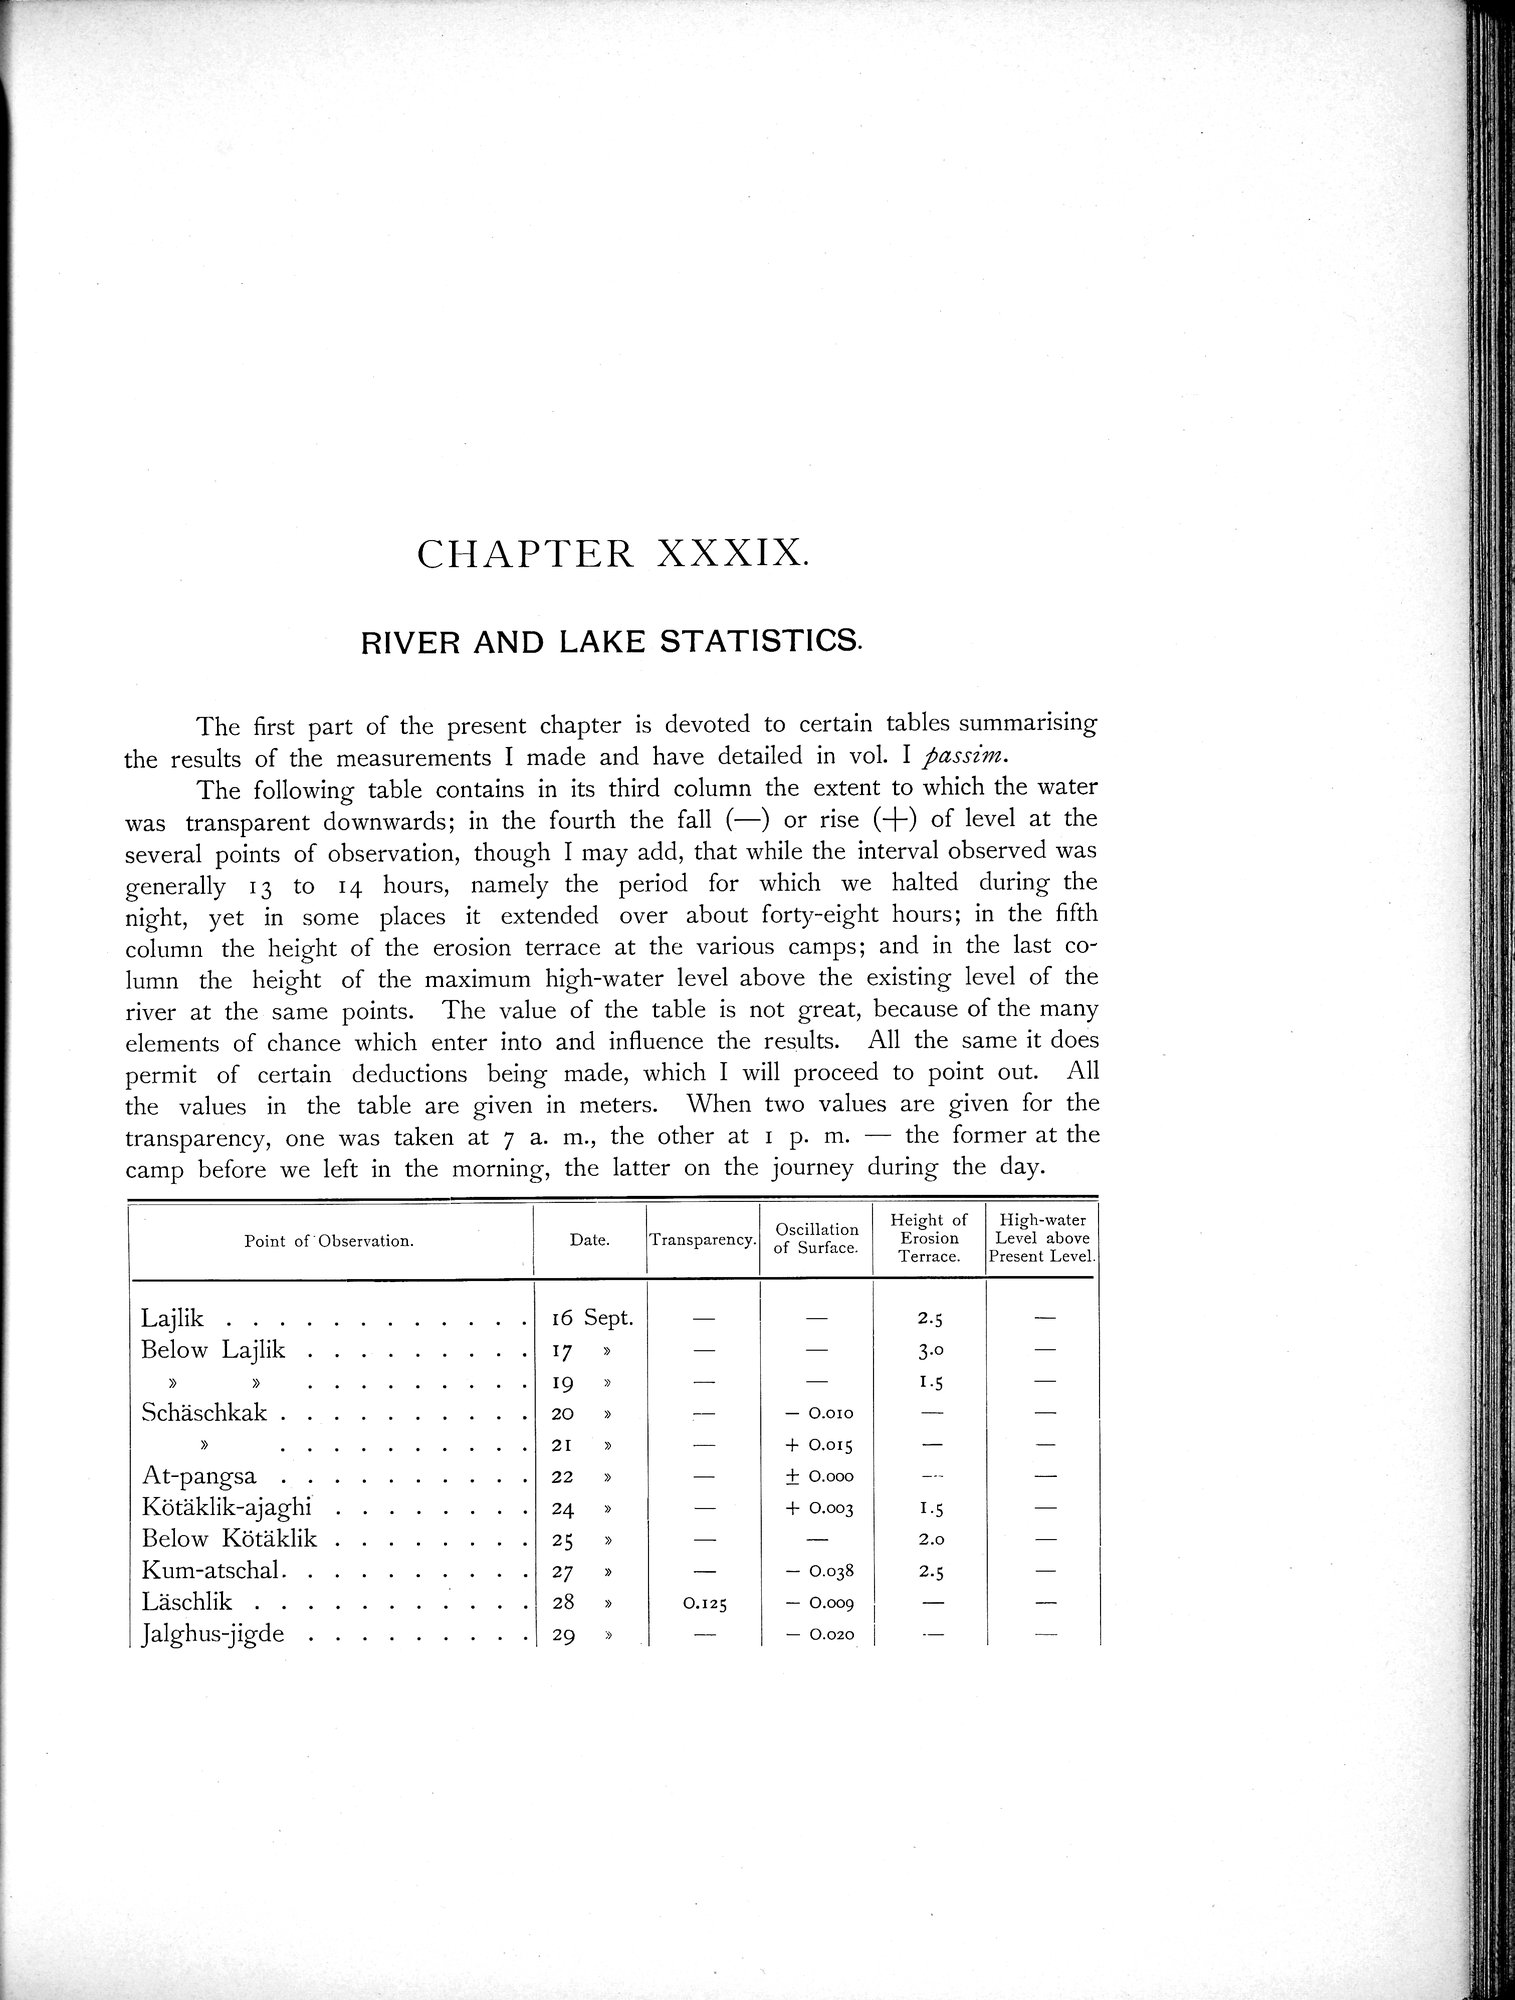 CHAPTER XXXIX.
RIVER AND LAKE STATISTICS.
The first part of the present chapter is devoted to certain tables summarising
the results of the measurements I made and have detailed in vol. I passim.
The following table contains in its third column the extent to which the water
was transparent downwards; in the fourth the fall (—) or rise (+) of level at the
several points of observation, though I may add, that while the interval observed was
generally 13 to 14 hours, namely the period for which we halted during the
night, yet in some places it extended over about forty-eight hours; in the fifth
column the height of the erosion terrace at the various camps; and in the last co-
lumn the height of the maximum high-water level above the existing level of the
river at the same points. The value of the table is not great, because of the many
elements of chance which enter into and influence the results. All the same it does
permit of certain deductions being made, which I will proceed to point out. All
the values in the table are given in meters. When two values are given for the
transparency, one was taken at 7 a. m., the other at 1 p. m. — the former at the
camp before we left in the morning, the latter on the journey during the day.
Point of Observation. Date. Transparency. Oscillation of Surface. Height of Erosion Terrace. High-water Level above Present Level.
Lajlik . . . . . . . . . . . . 16 Sept. — — 2.5 —
Below Lajlik . . . . . . . . . 17 » — — 3.0 —
» » . . . . . . . . . 19 » — — 1.5 —
Schäschkak . . . . . . . . . . 20 » — — 0.010 — —
» . . . . . . . . . . 21 » — + 0.015 — —
At-pangsa . . . . . . . . . . 22 » — ± 0.000 — —
Kötäklik-ajaghi . . . . . . . . 24 » — + 0.003 1.5 —
Below Kötäklik . . . . . . . . 25 » — — 2.0 —
Kum-atschal. . . . . . . . . . 27 » — — 0.038 2.5 —
Läschlik . . . . . . . . . . . 28 » 0.125 — 0.009 — —
Jalghus-jigde . . . . . . . . . 29 » — — 0.020 — —